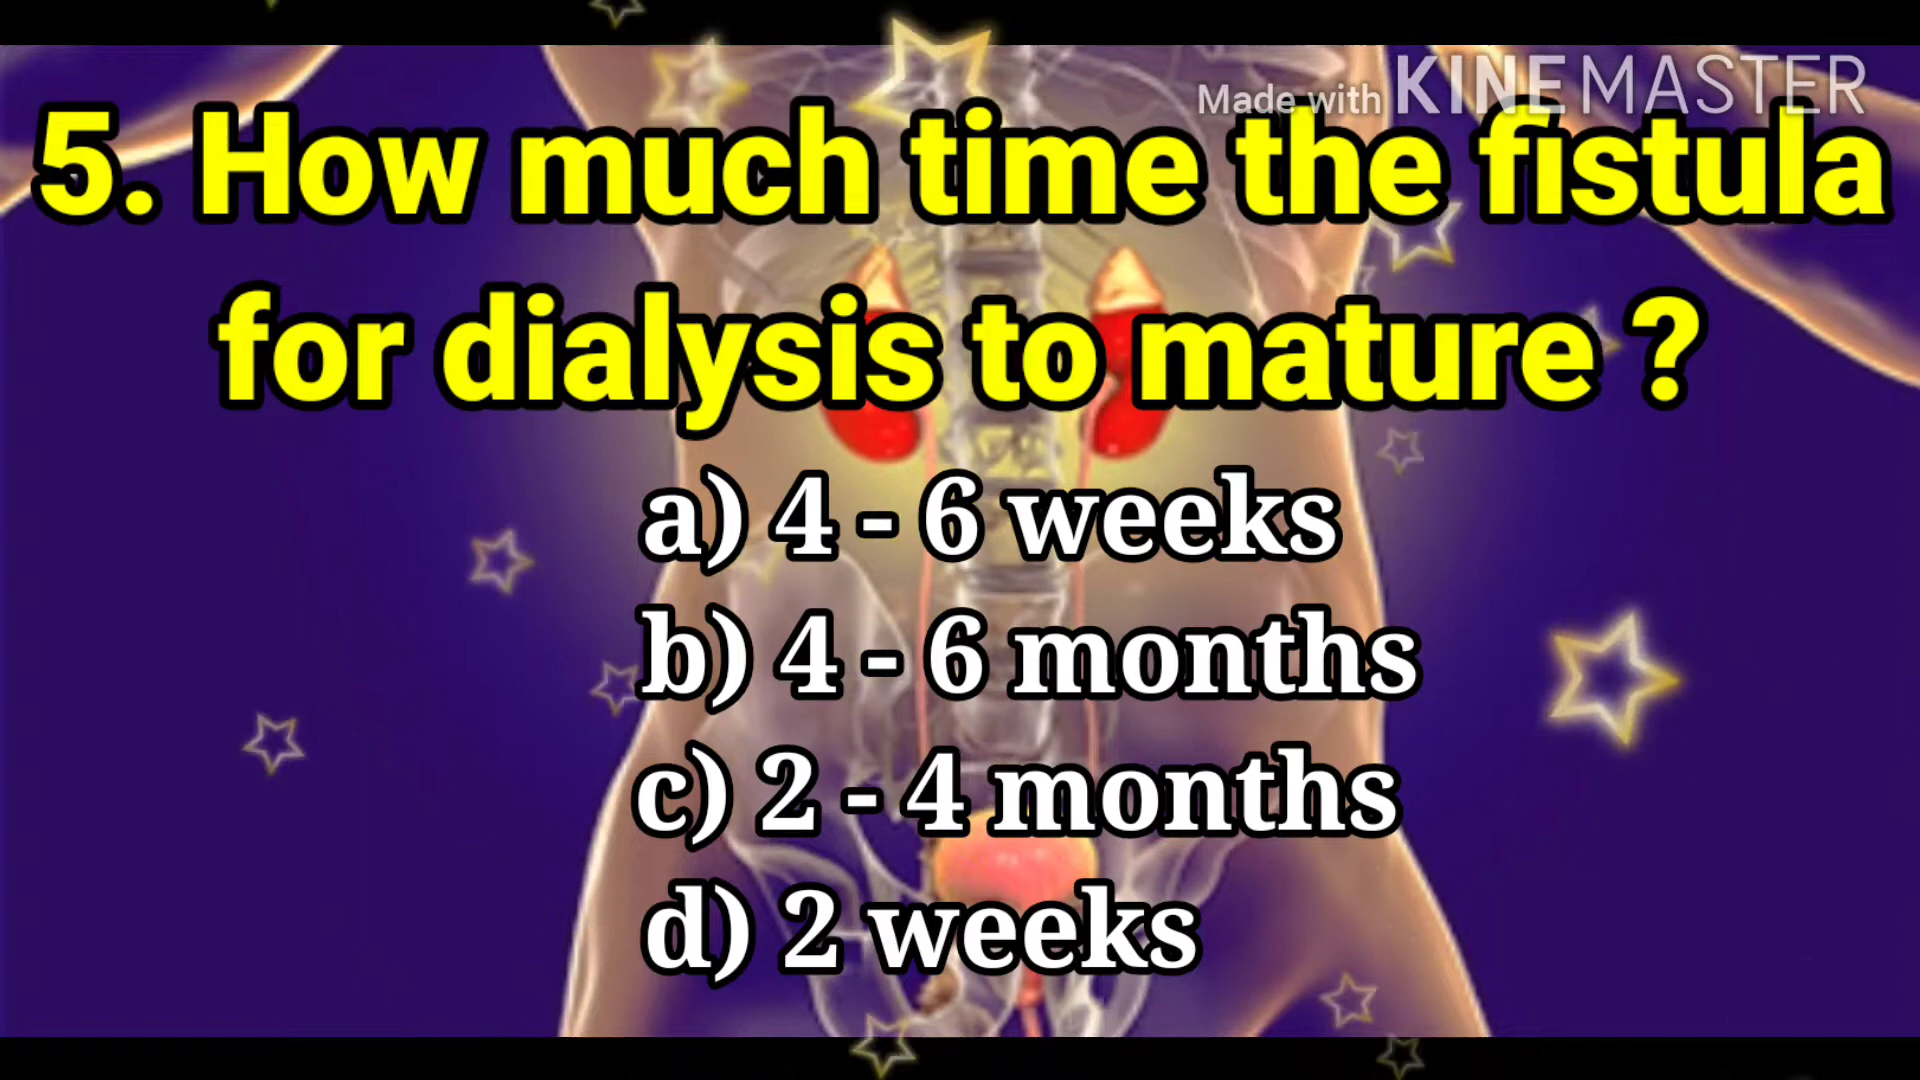 Made with KINEMASTER
5. How much time the fistula
for dialysis to mature ?
a) 4 - 6 weeks
b) 4 - 6 months
c) 2 - 4 months
d) 2 weeks